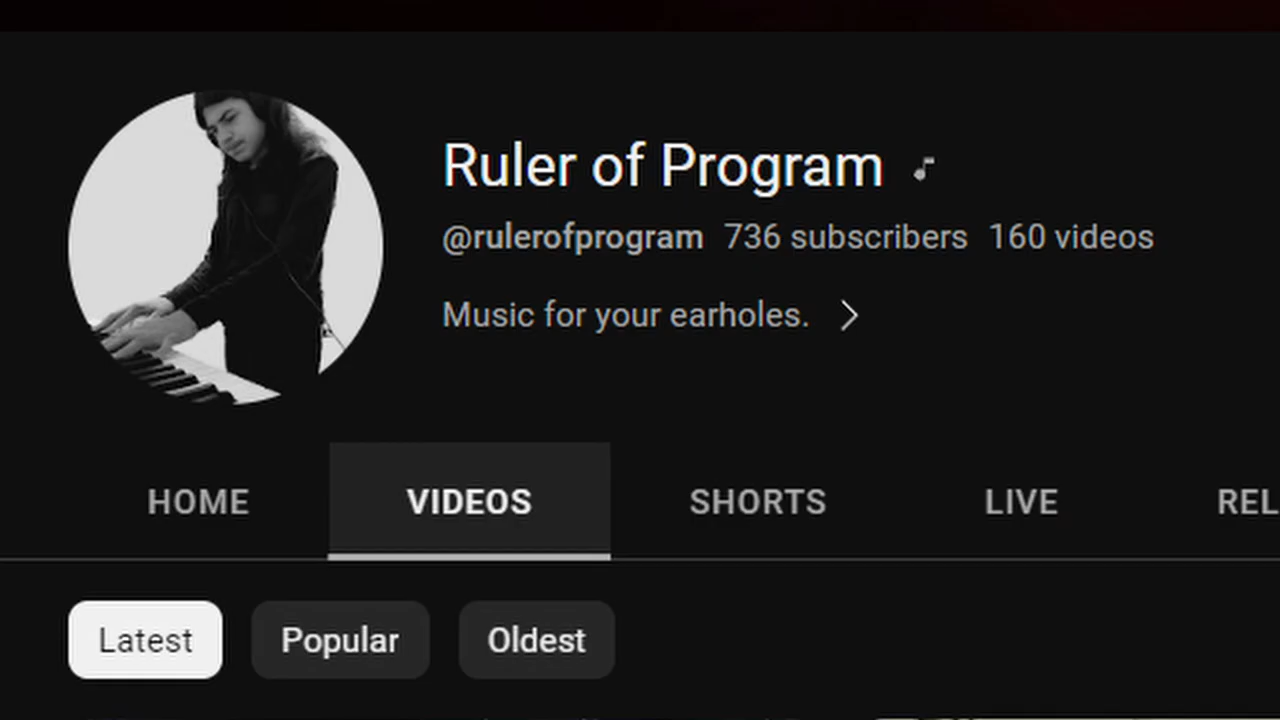 Ruler of Program
@rulerofprogram 736 subscribers 160 videos
Music for your earholes.
HOME VIDEOS SHORTS LIVE REL
Latest Popular Oldest